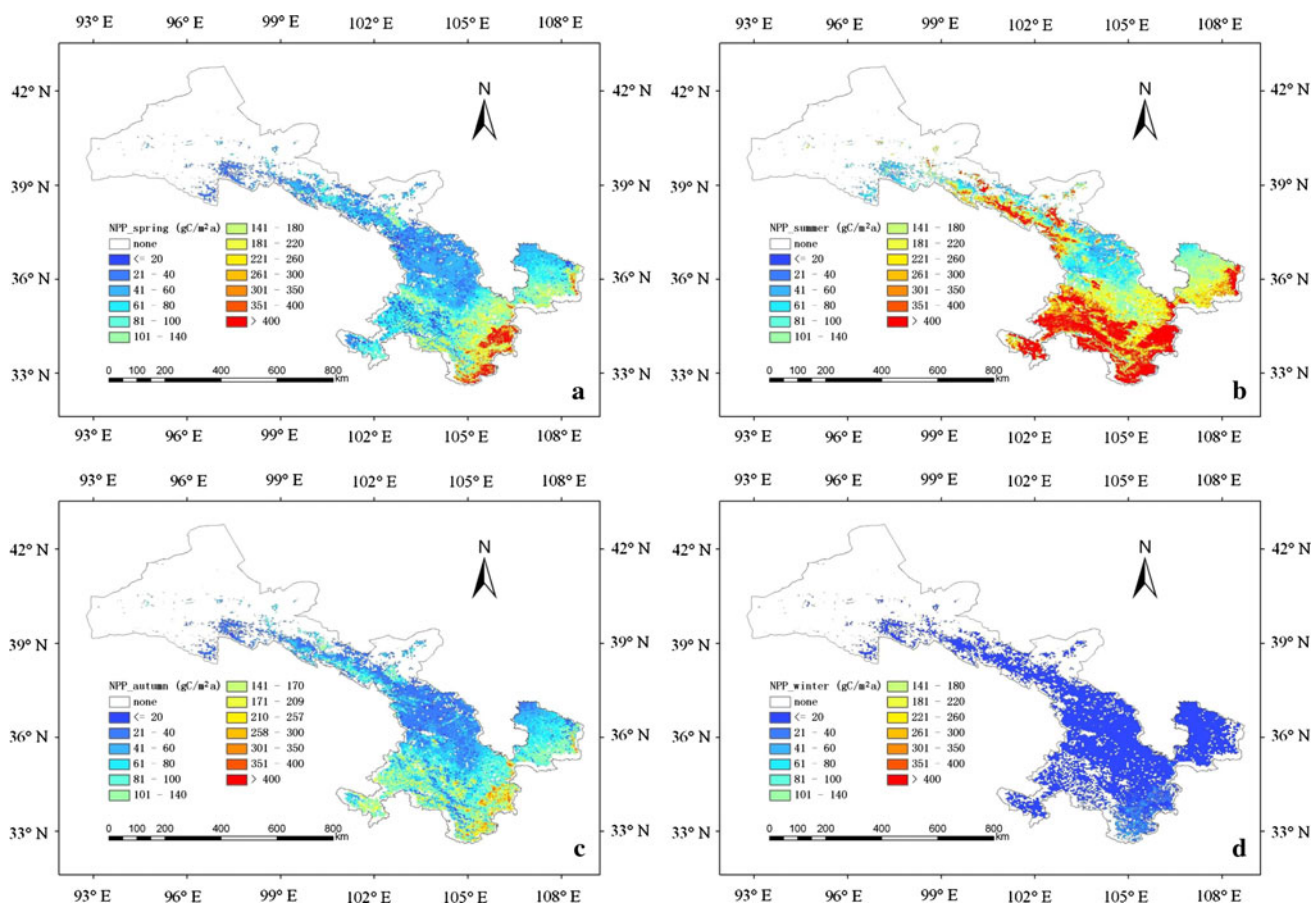 93° E 96° E 99° E 102° E 105° E 108° E
42° N
39° N
36° N
33° N
N
NPP_spring (gC/m²a)
none
<= 20
21 - 40
41 - 60
61 - 80
81 - 100
101 - 140
141 - 180
181 - 220
221 - 260
261 - 300
301 - 350
351 - 400
> 400
0 100 200 400 600 800
km
a
42° N
39° N
36° N
33° N
93° E 96° E 99° E 102° E 105° E 108° E
93° E 96° E 99° E 102° E 105° E 108° E
N
NPP_summer (gC/m²a)
none
<= 20
21 - 40
41 - 60
61 - 80
81 - 100
101 - 140
141 - 180
181 - 220
221 - 260
261 - 300
301 - 350
351 - 400
> 400
0 100 200 400 600 800
km
b
42° N
39° N
36° N
33° N
93° E 96° E 99° E 102° E 105° E 108° E
93° E 96° E 99° E 102° E 105° E 108° E
42° N
39° N
36° N
33° N
N
NPP_autumn (gC/m²a)
none
<= 20
21 - 40
41 - 60
61 - 80
81 - 100
101 - 140
141 - 170
171 - 209
210 - 257
258 - 300
301 - 350
351 - 400
> 400
0 100 200 400 600 800
km
c
42° N
39° N
36° N
33° N
93° E 96° E 99° E 102° E 105° E 108° E
93° E 96° E 99° E 102° E 105° E 108° E
N
NPP_winter (gC/m²a)
none
<= 20
21 - 40
41 - 60
61 - 80
81 - 100
101 - 140
141 - 180
181 - 220
221 - 260
261 - 300
301 - 350
351 - 400
> 400
0 100 200 400 600 800
km
d
42° N
39° N
36° N
33° N
93° E 96° E 99° E 102° E 105° E 108° E